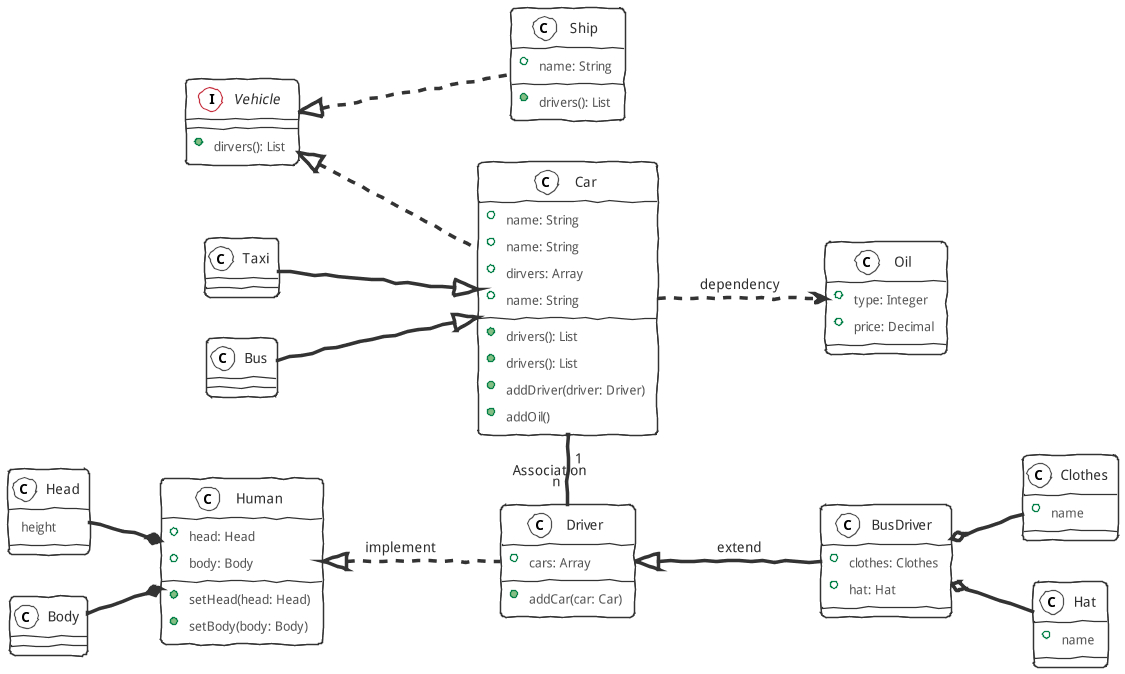 C Ship
name: String
drivers(): List
I Vehicle
dirvers(): List
C Car
name: String
name: String
dirvers: Array
name: String
drivers(): List
drivers(): List
addDriver(driver: Driver)
addOil()
C Taxi
C Bus
dependency
C Oil
type: Integer
price: Decimal
1
Association
n
C Head
height
C Body
C Human
head: Head
body: Body
setHead(head: Head)
setBody(body: Body)
implement
C Driver
cars: Array
addCar(car: Car)
extend
C BusDriver
clothes: Clothes
hat: Hat
C Clothes
name
C Hat
name